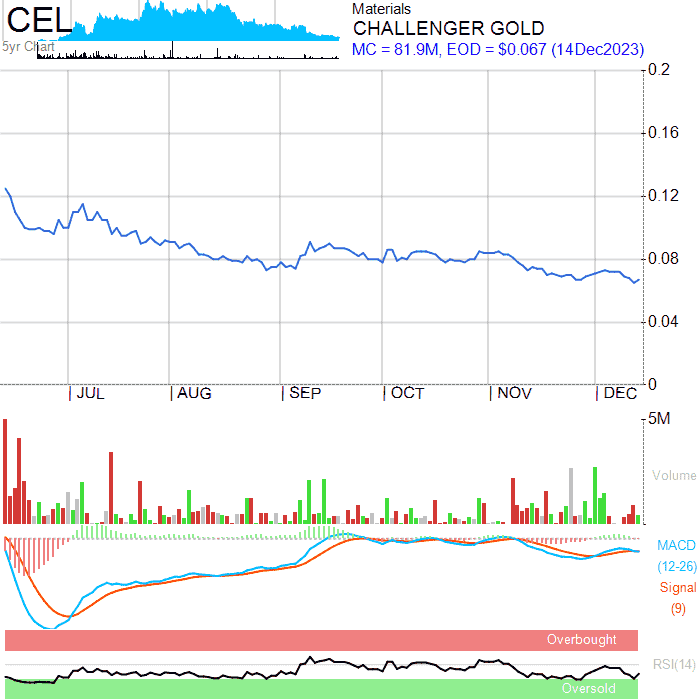 CEL
5yr Chart
Materials
CHALLENGER GOLD
MC = 81.9M, EOD = $0.067 (14Dec2023)
0.2
0.16
0.12
0.08
0.04
0
JUL AUG SEP OCT NOV DEC
5M
Volume
MACD
(12-26)
Signal
(9)
Overbought
RSI(14)
Oversold